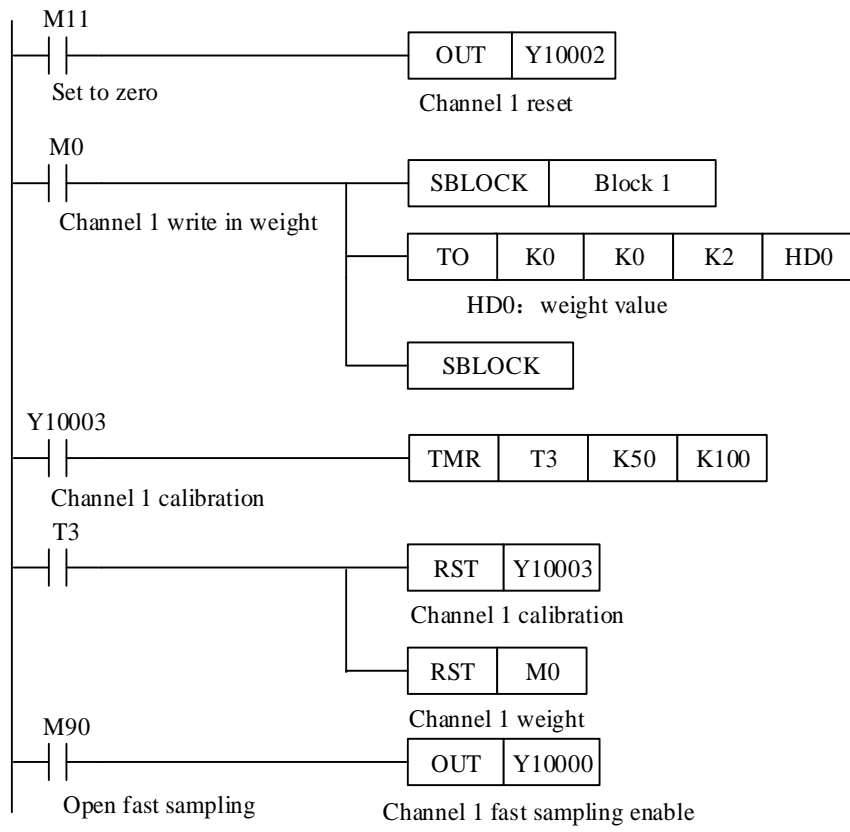 M11
OUT Y10002
Set to zero
Channel 1 reset
M0
SBLOCK Block 1
Channel 1 write in weight
TO K0 K0 K2 HD0
HD0：weight value
SBLOCK
Y10003
TMR T3 K50 K100
Channel 1 calibration
T3
RST Y10003
Channel 1 calibration
RST M0
Channel 1 weight
M90
OUT Y10000
Open fast sampling
Channel 1 fast sampling enable